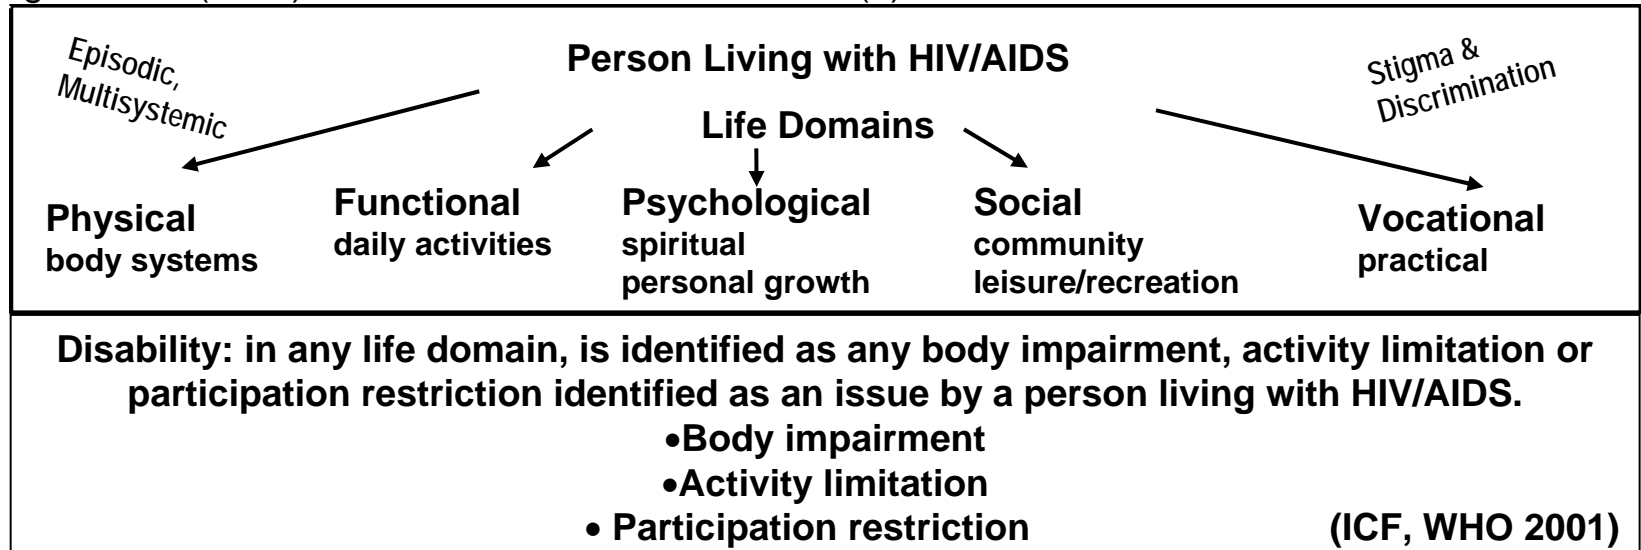 Episodic,
Multisystemic
Person Living with HIV/AIDS
Stigma &
Discrimination
Life Domains
Physical
body systems
Functional
daily activities
Psychological
spiritual
personal growth
Social
community
leisure/recreation
Vocational
practical
Disability: in any life domain, is identified as any body impairment, activity limitation or
participation restriction identified as an issue by a person living with HIV/AIDS.
•Body impairment
•Activity limitation
• Participation restriction (ICF, WHO 2001)